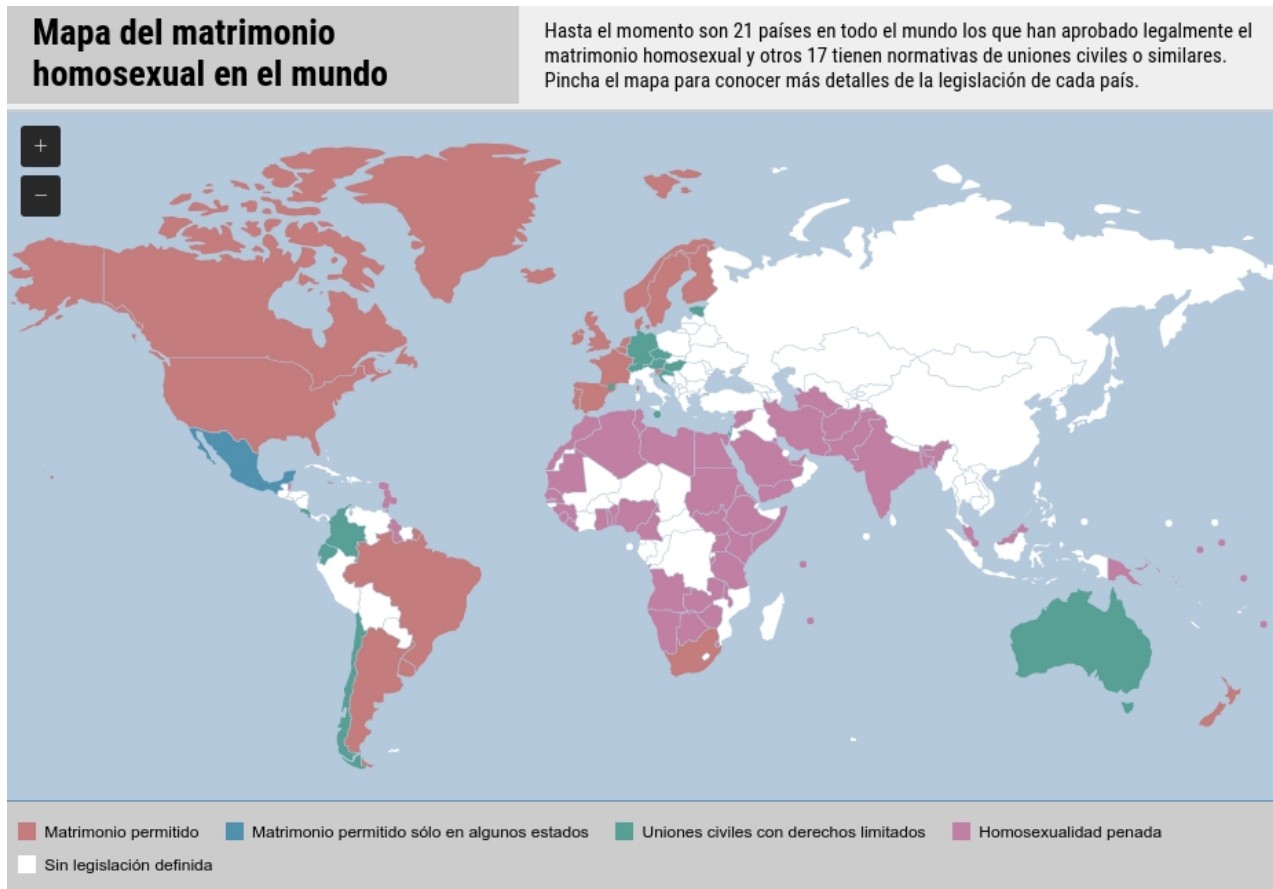 Mapa del matrimonio
homosexual en el mundo
Hasta el momento son 21 países en todo el mundo los que han aprobado legalmente el
matrimonio homosexual y otros 17 tienen normativas de uniones civiles o similares.
Pincha el mapa para conocer más detalles de la legislación de cada país.
+
−
Matrimonio permitido
Matrimonio permitido sólo en algunos estados
Uniones civiles con derechos limitados
Homosexualidad penada
Sin legislación definida